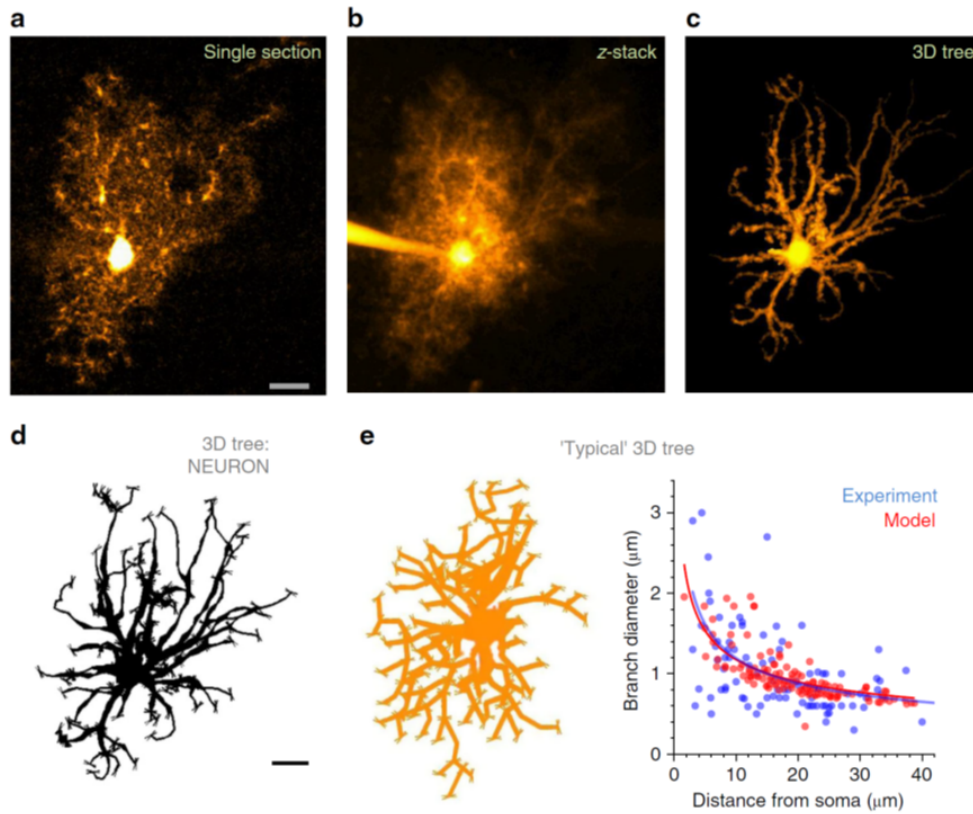 a
Single section
b
z-stack
c
3D tree
d
3D tree:
NEURON
e
'Typical' 3D tree
Experiment
Model
Branch diameter (μm)
3
2
1
0
0 10 20 30 40
Distance from soma (μm)